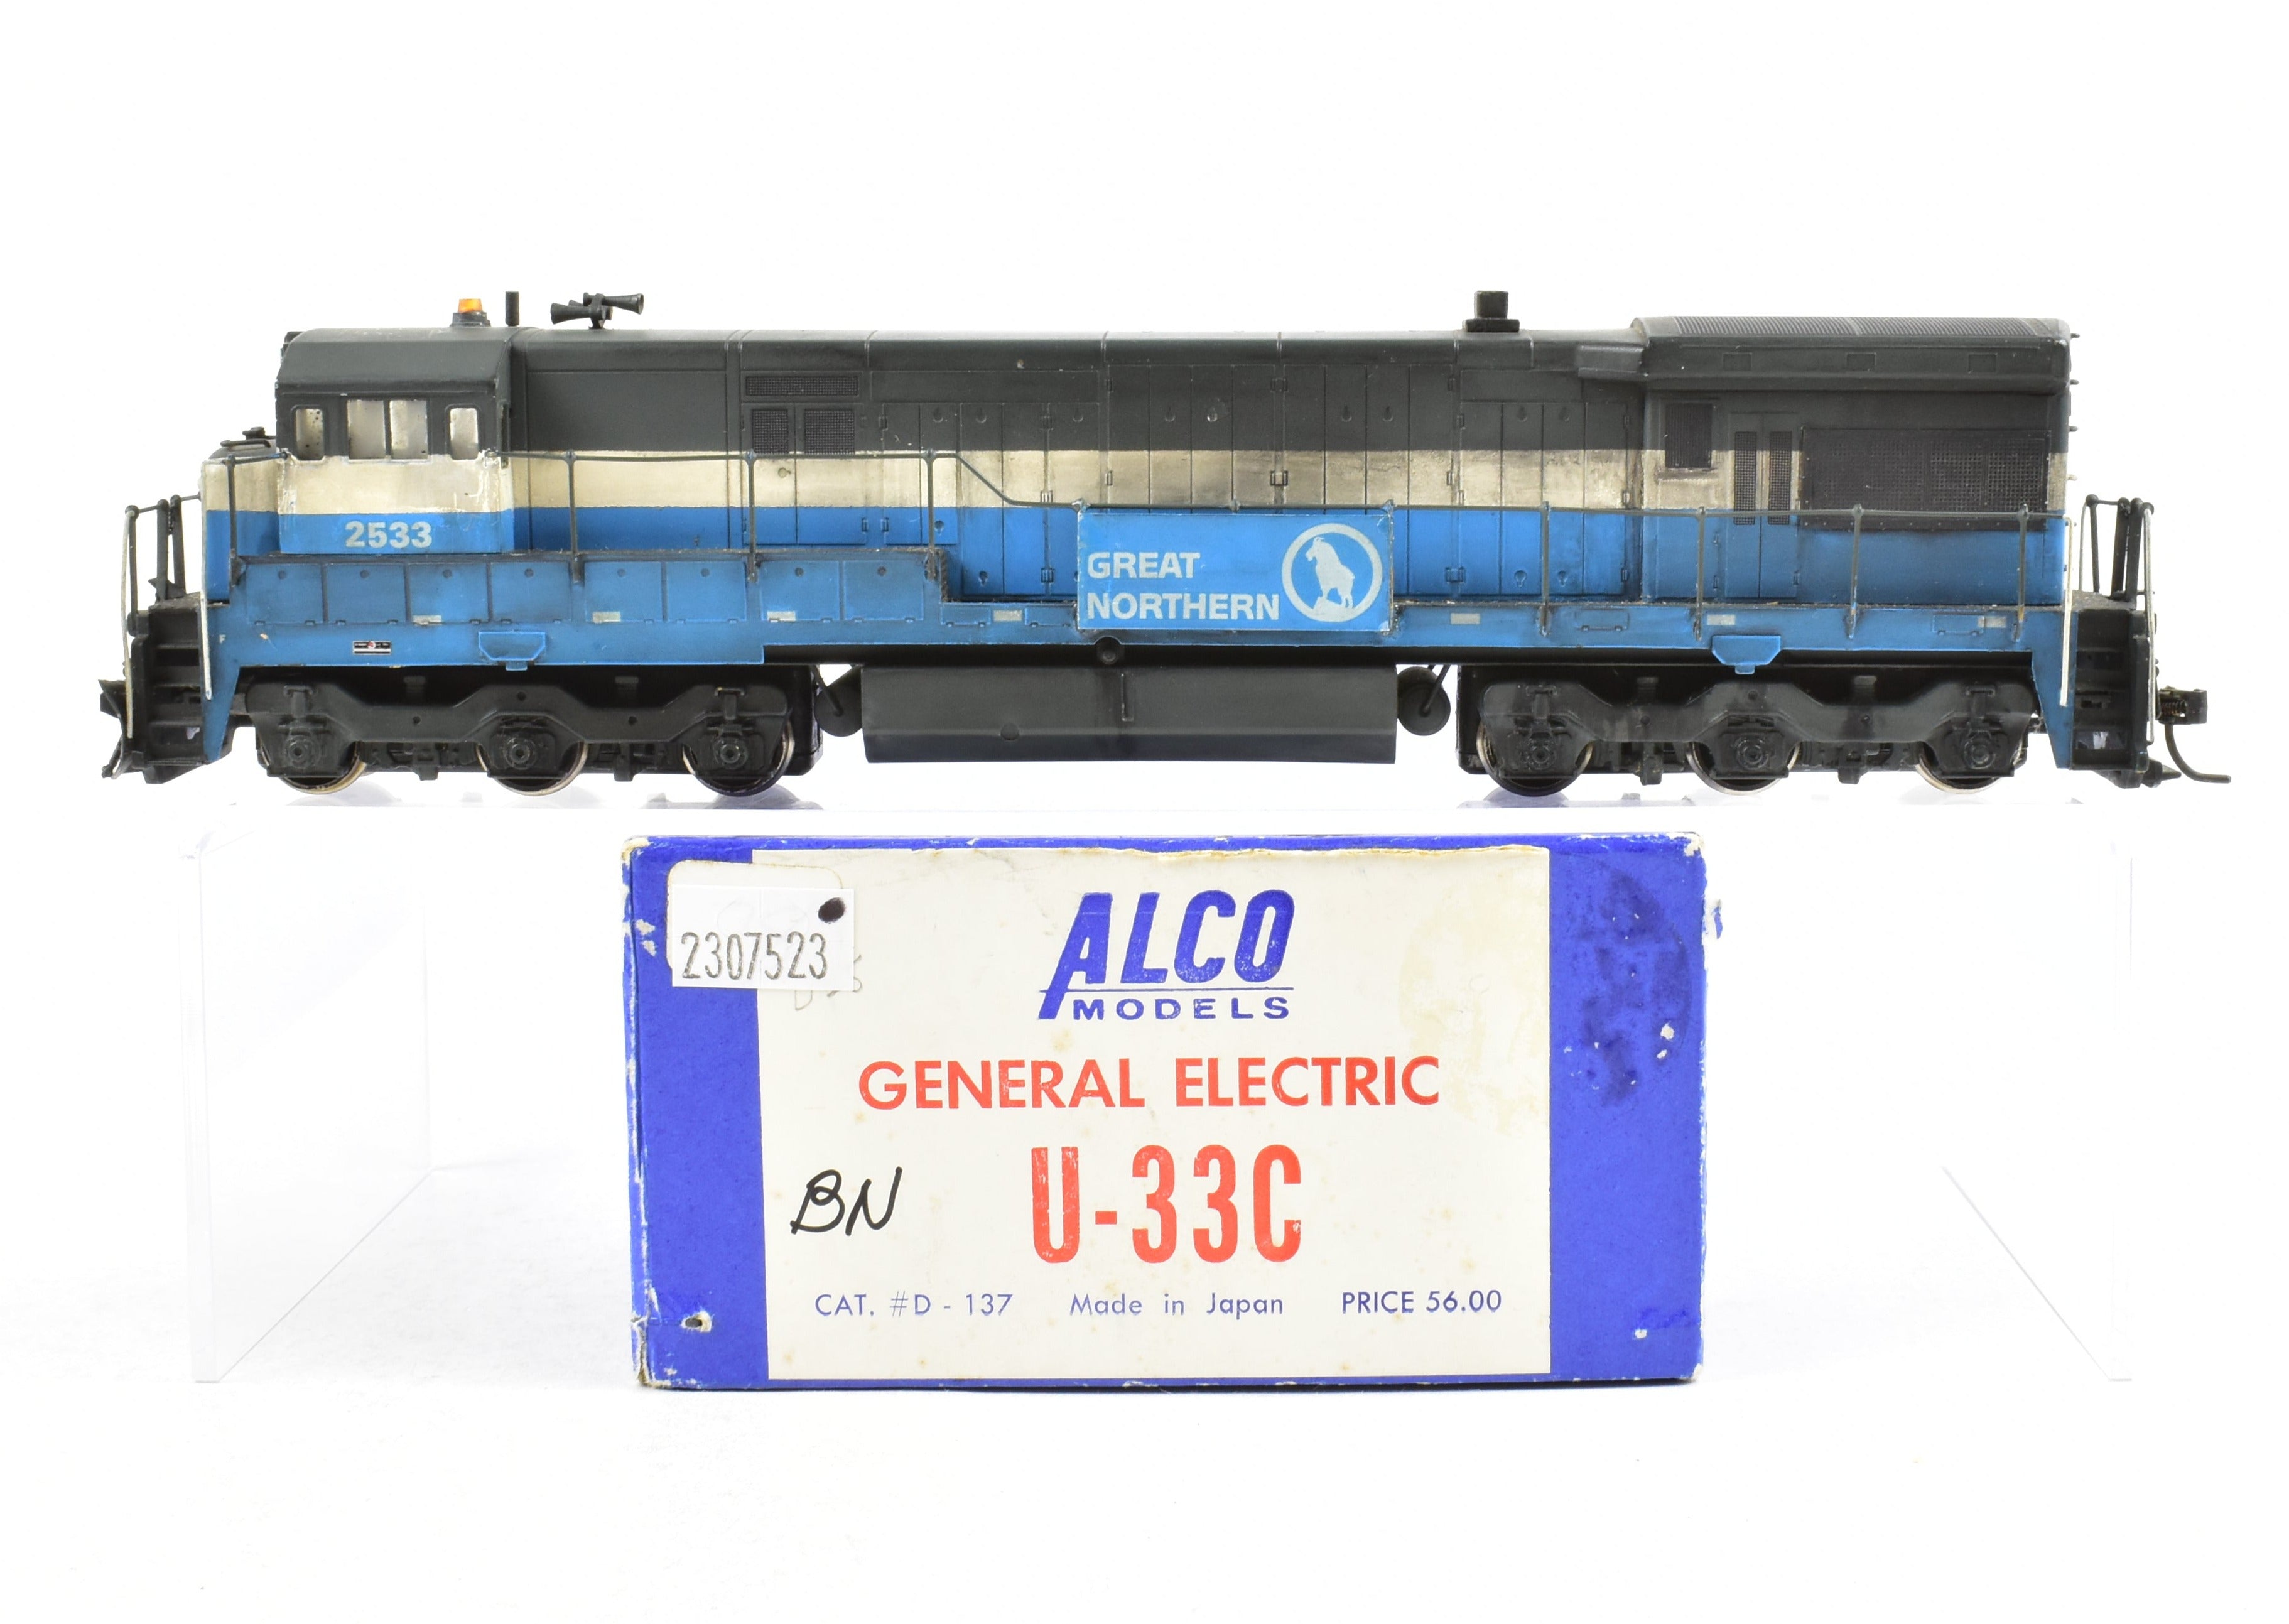 2533
GREAT
NORTHERN
F
2307523
ALCO
MODELS
GENERAL ELECTRIC
BN
U-33C
CAT. #D - 137 Made in Japan PRICE 56.00